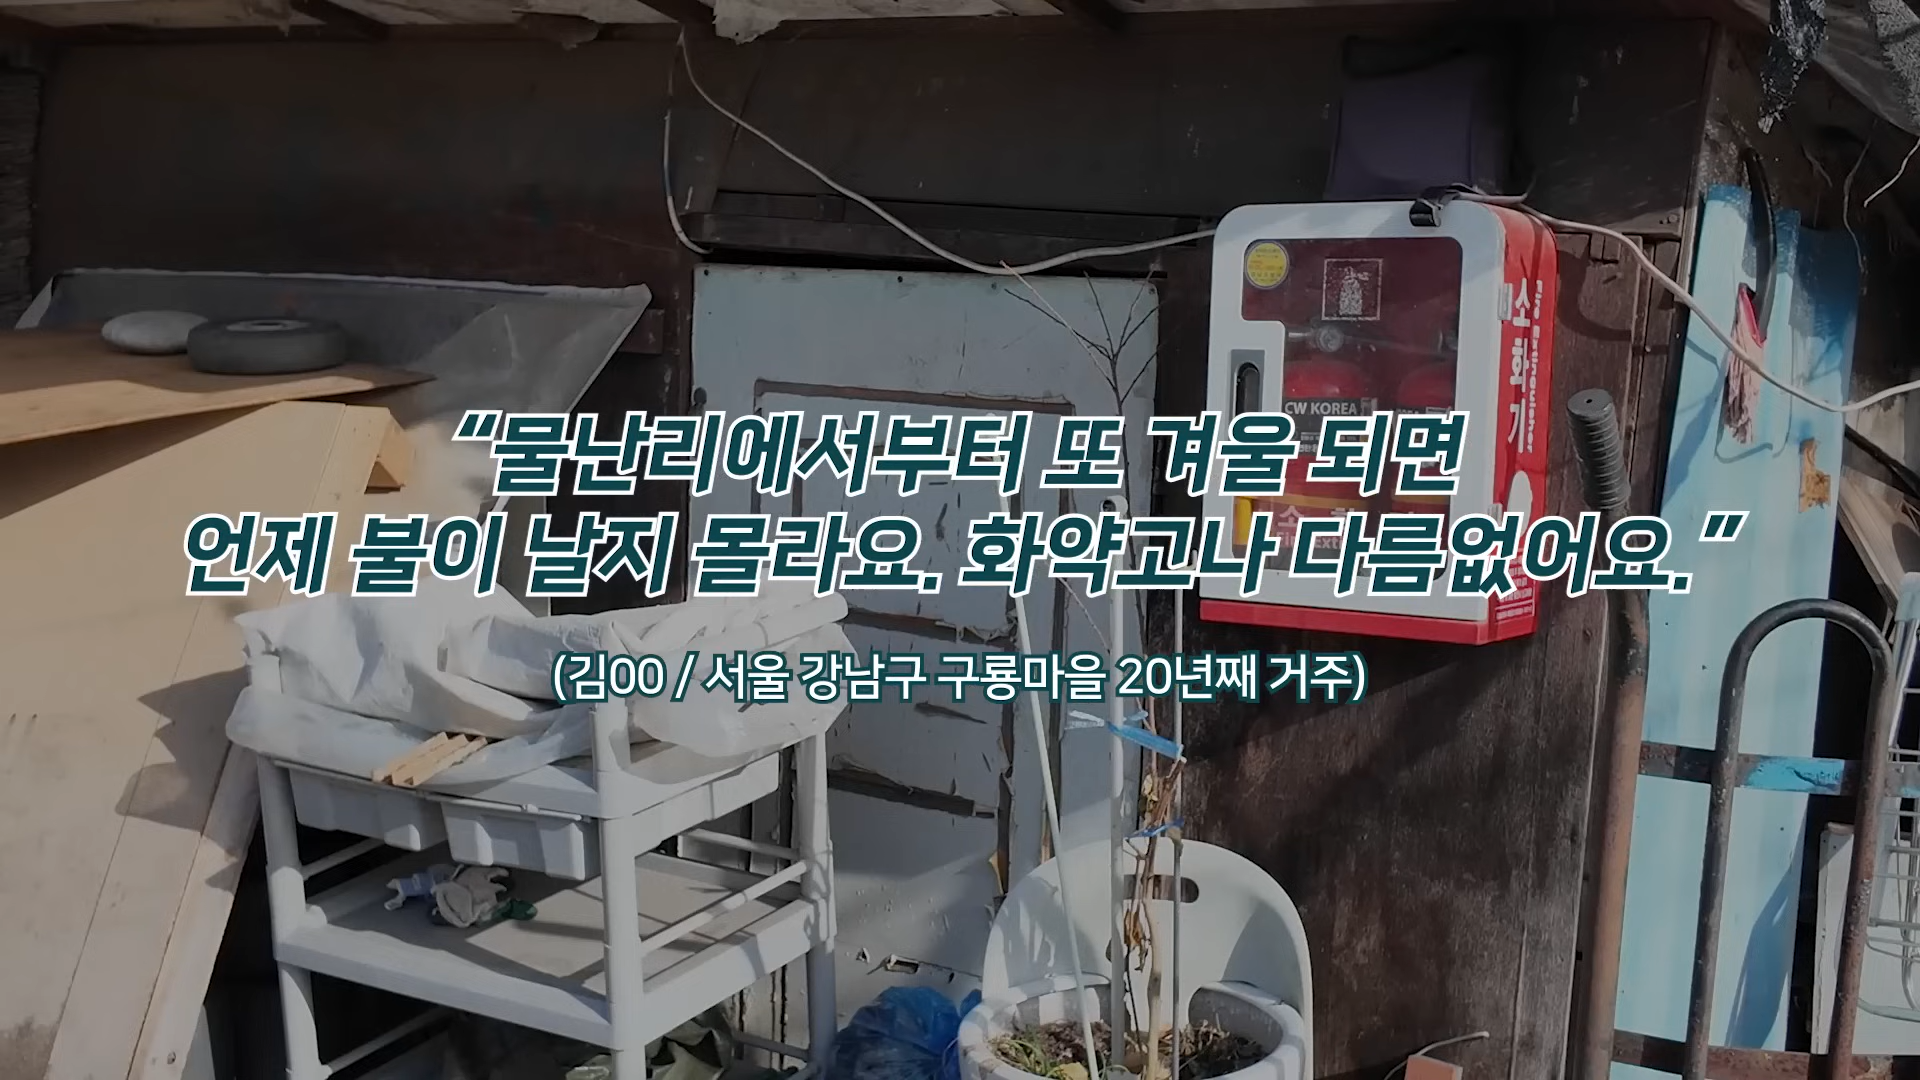 “물난리에서부터 또 겨울 되면
언제 불이 날지 몰라요. 화약고나 다름없어요.”
(김00 / 서울 강남구 구룡마을 20년째 거주)
소화기
Fire Extinguisher
CW KOREA